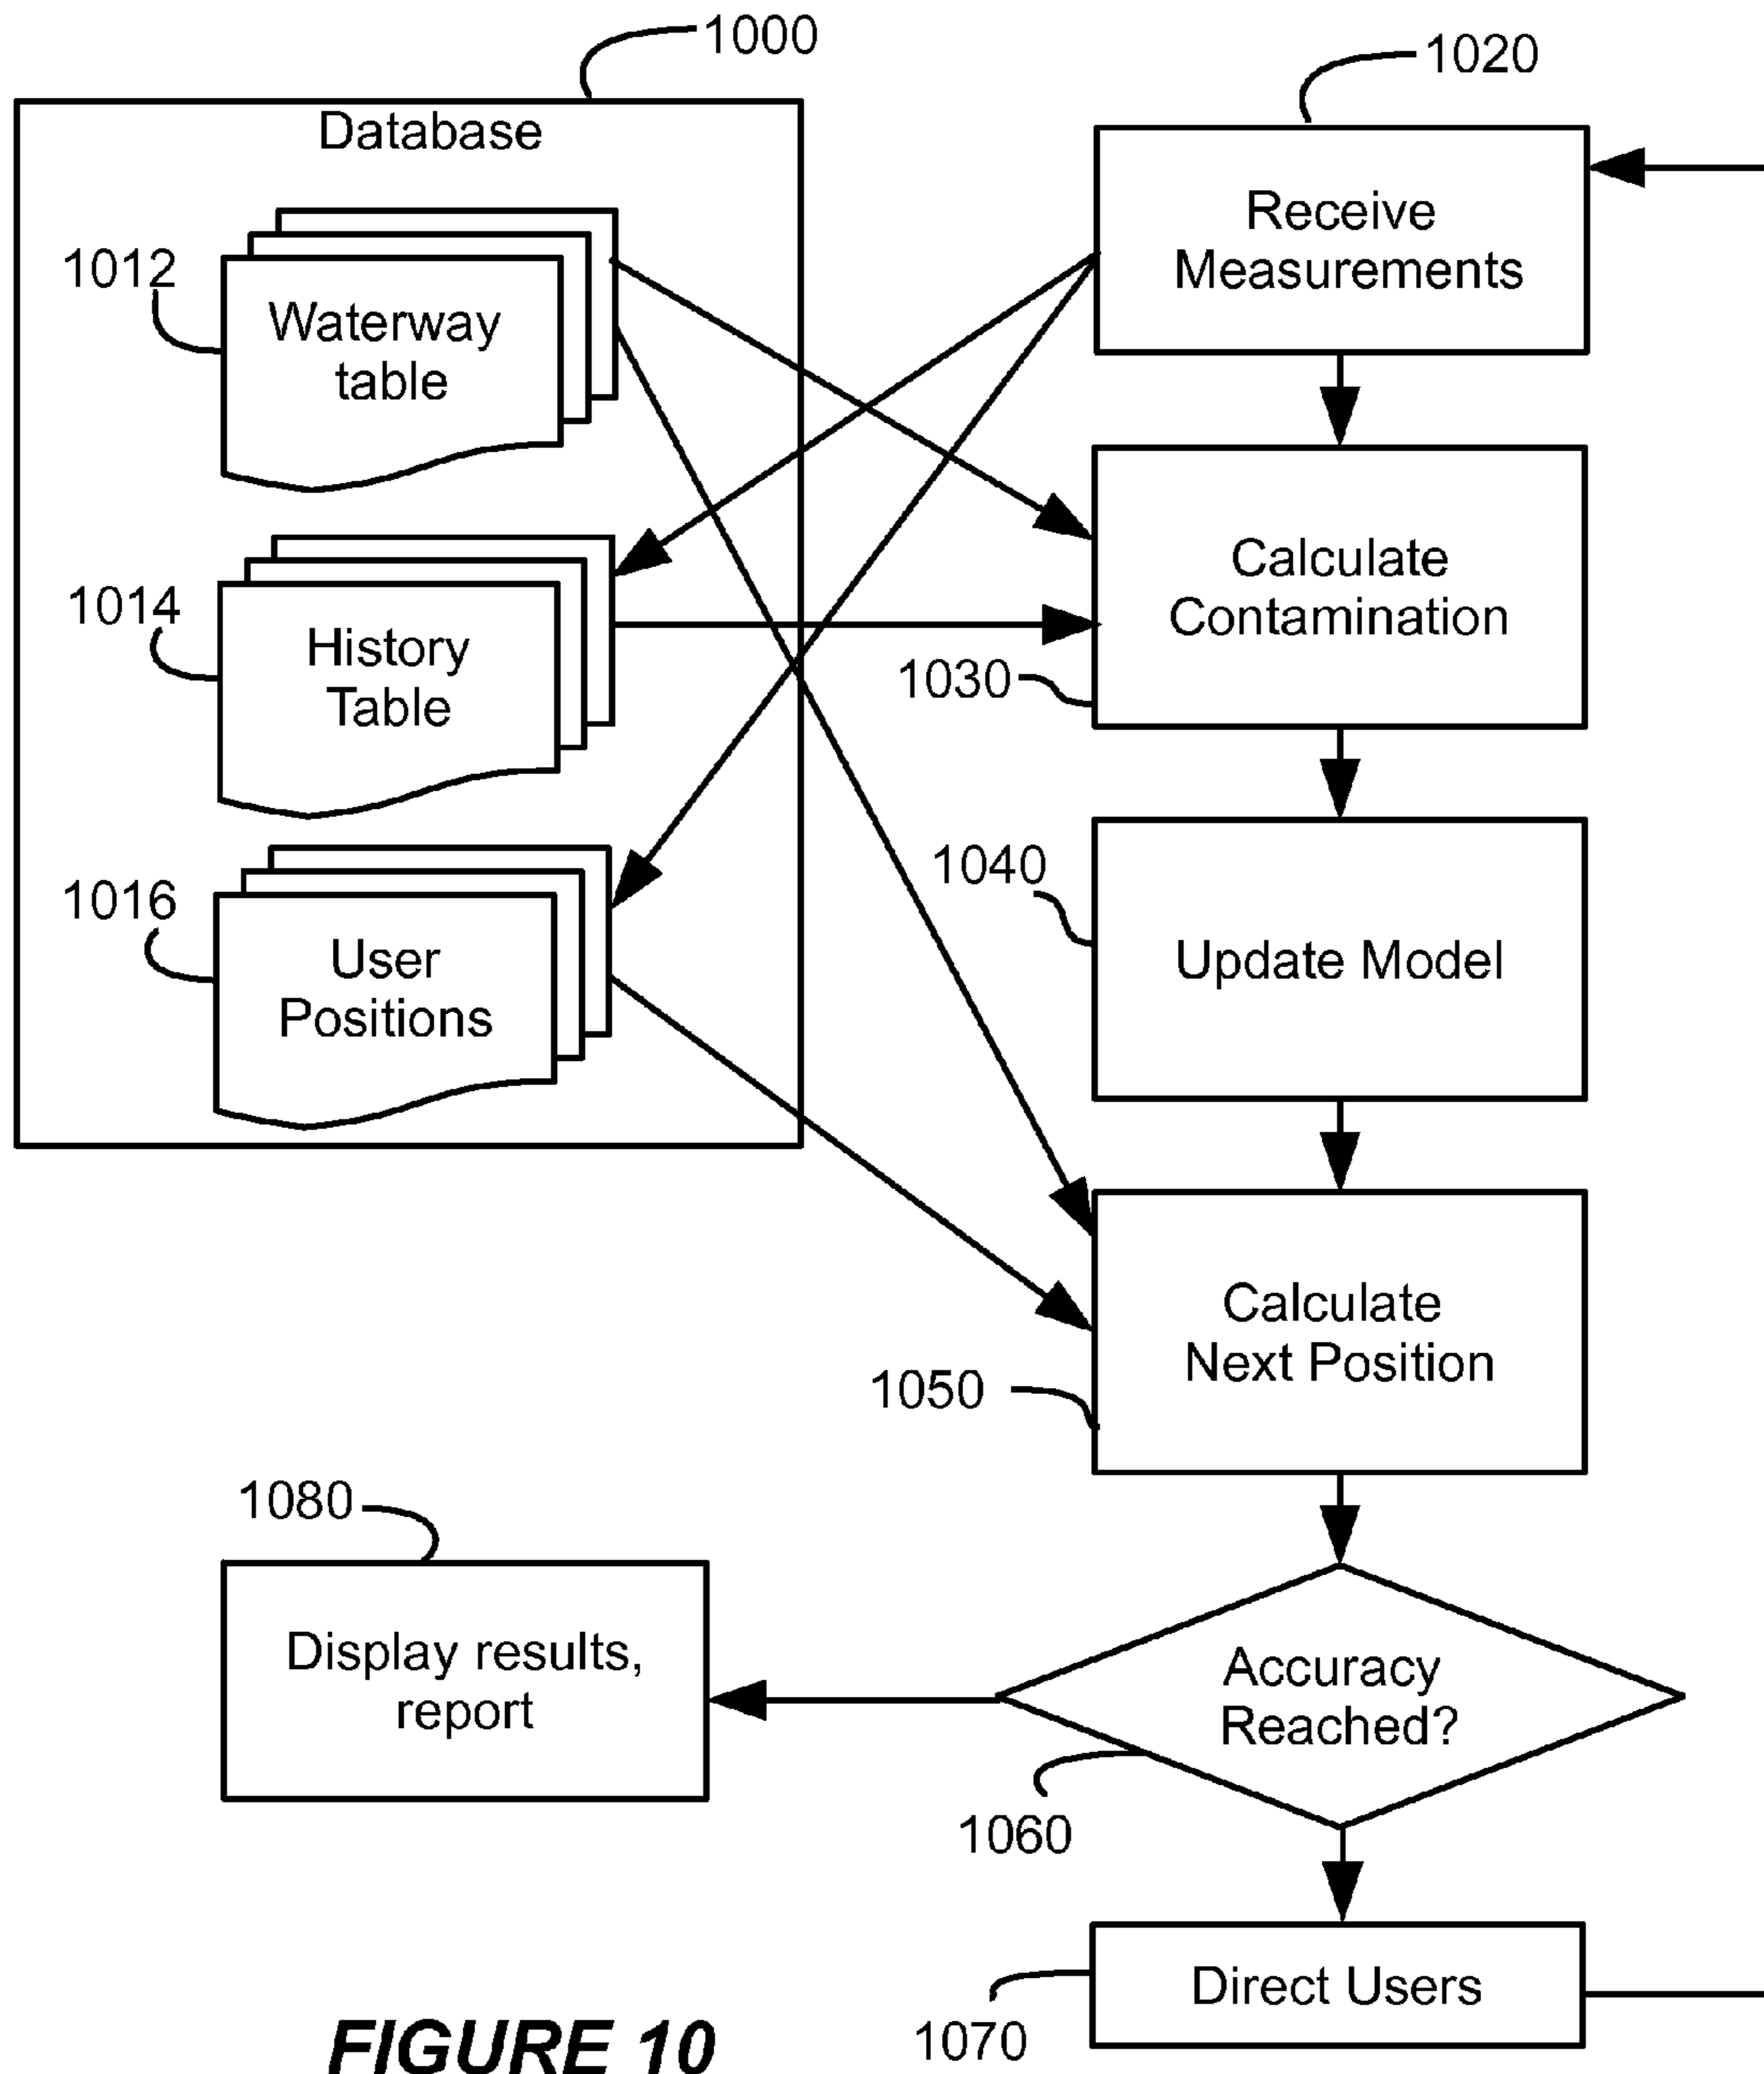 1000
Database
1012
Waterway
table
1014
History
Table
1016
User
Positions
1020
Receive
Measurements
Calculate
Contamination
1030
1040
Update Model
Calculate
Next Position
1050
1080
Display results,
report
Accuracy
Reached?
1060
Direct Users
1070
FIGURE 10